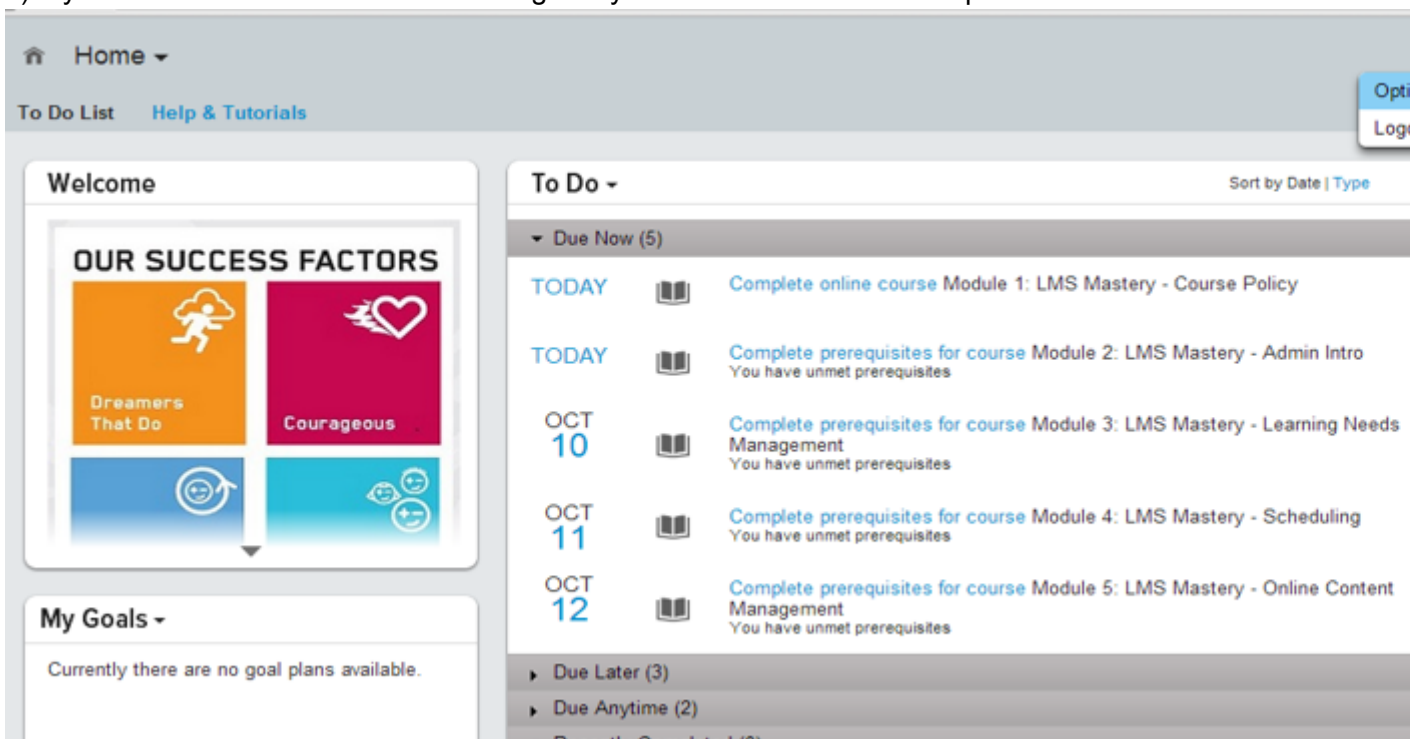 Home
To Do List Help & Tutorials
Welcome
OUR SUCCESS FACTORS
Dreamers
That Do
Courageous
My Goals
Currently there are no goal plans available.
To Do
Sort by Date | Type
Due Now (5)
TODAY
Complete online course Module 1: LMS Mastery - Course Policy
TODAY
Complete prerequisites for course Module 2: LMS Mastery - Admin Intro
You have unmet prerequisites
OCT
10
Complete prerequisites for course Module 3: LMS Mastery - Learning Needs
Management
You have unmet prerequisites
OCT
11
Complete prerequisites for course Module 4: LMS Mastery - Scheduling
You have unmet prerequisites
OCT
12
Complete prerequisites for course Module 5: LMS Mastery - Online Content
Management
You have unmet prerequisites
Due Later (3)
Due Anytime (2)